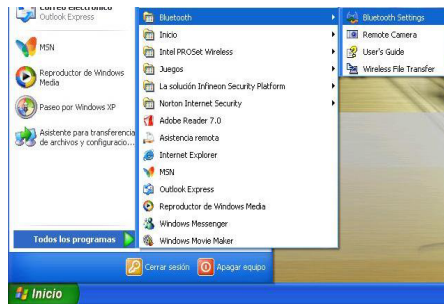 Correo electrónico
Outlook Express
MSN
Reproductor de Windows
Media
Paseo por Windows XP
Asistente para transferencia
de archivos y configuracio...
Todos los programas
Bluetooth
Inicio
Intel PROSet Wireless
Juegos
La solución Infineon Security Platform
Norton Internet Security
Adobe Reader 7.0
Asistencia remota
Internet Explorer
MSN
Outlook Express
Reproductor de Windows Media
Windows Messenger
Windows Movie Maker
Bluetooth Settings
Remote Camera
User's Guide
Wireless File Transfer
Cerrar sesión
Apagar equipo
Inicio